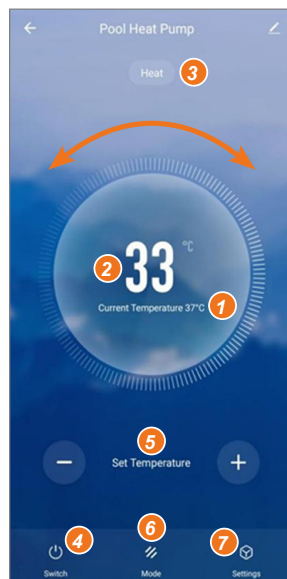 Pool Heat Pump
Heat 3
2 33 °C
Current Temperature 37°C 1
5
Set Temperature
4 6 7
Switch Mode Settings